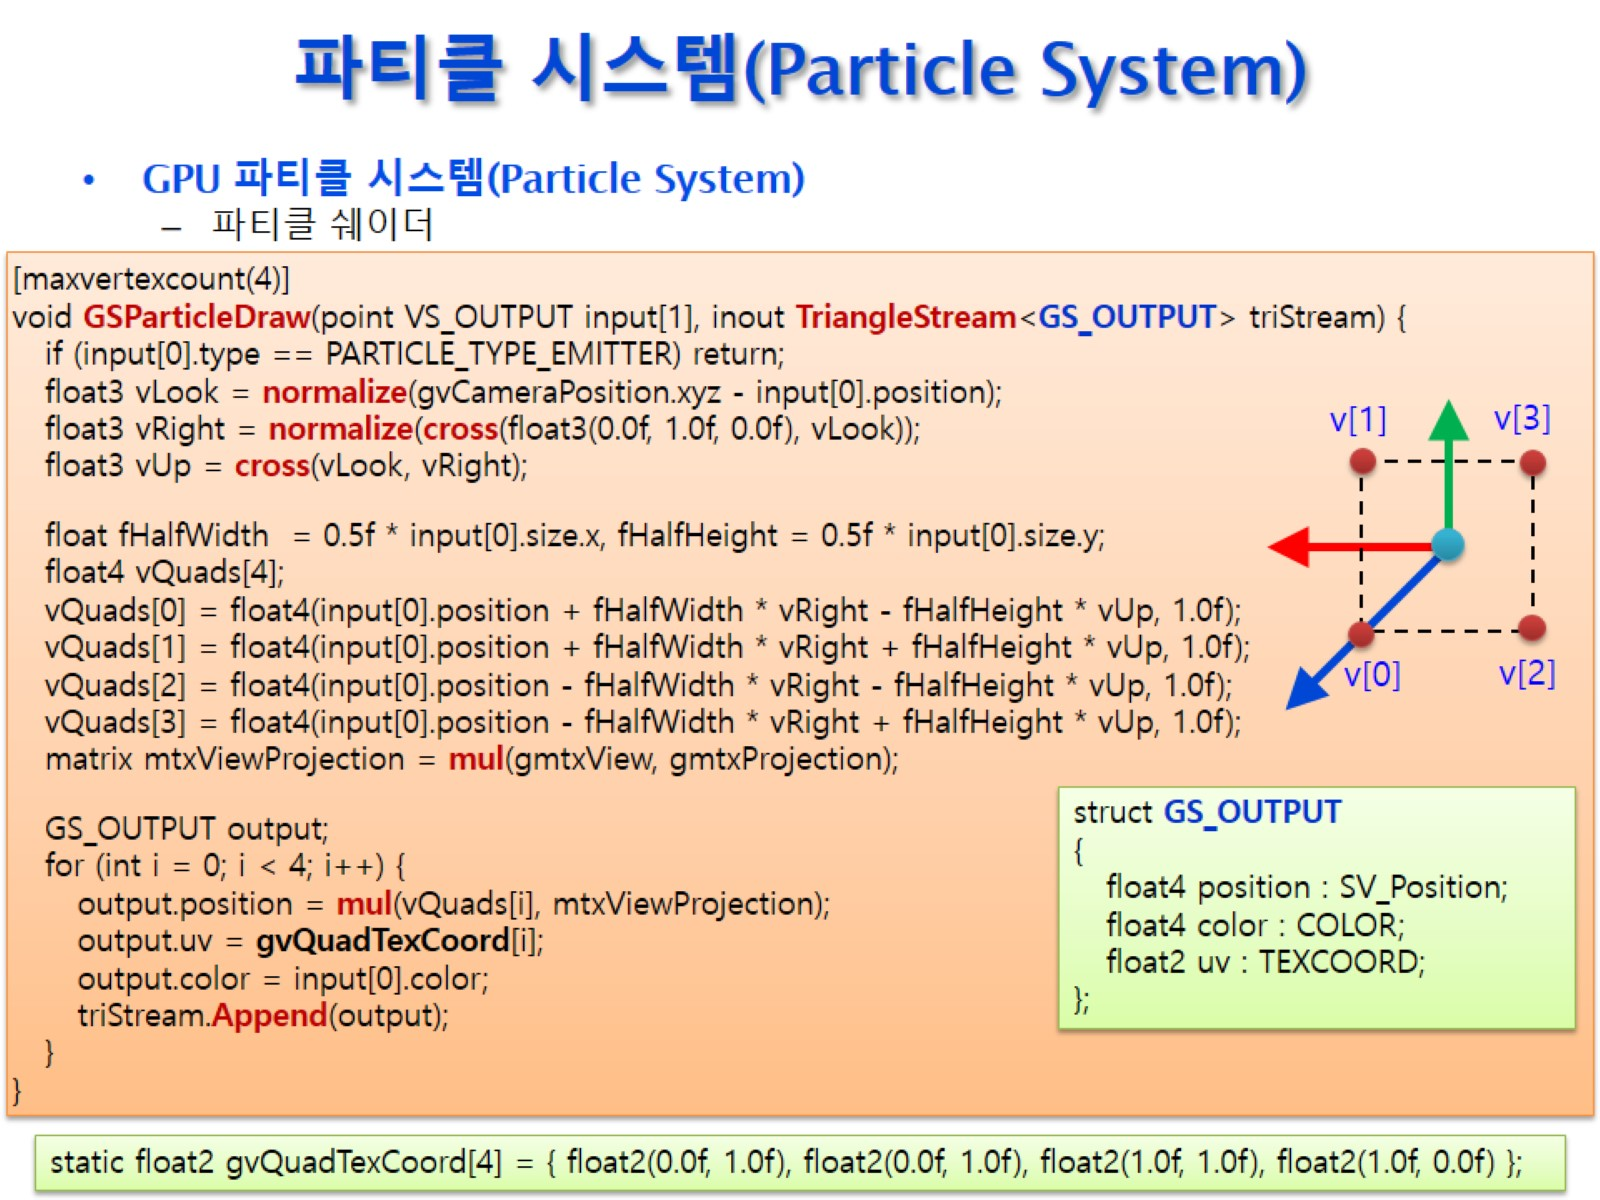 파티클 시스템(Particle System)
• GPU 파티클 시스템(Particle System)
– 파티클 쉐이더
[maxvertexcount(4)]
void GSParticleDraw(point VS_OUTPUT input[1], inout TriangleStream<GS_OUTPUT> triStream) {
if (input[0].type == PARTICLE_TYPE_EMITTER) return;
float3 vLook = normalize(gvCameraPosition.xyz - input[0].position);
float3 vRight = normalize(cross(float3(0.0f, 1.0f, 0.0f), vLook));
float3 vUp = cross(vLook, vRight);
float fHalfWidth = 0.5f * input[0].size.x, fHalfHeight = 0.5f * input[0].size.y;
float4 vQuads[4];
vQuads[0] = float4(input[0].position + fHalfWidth * vRight - fHalfHeight * vUp, 1.0f);
vQuads[1] = float4(input[0].position + fHalfWidth * vRight + fHalfHeight * vUp, 1.0f);
vQuads[2] = float4(input[0].position - fHalfWidth * vRight - fHalfHeight * vUp, 1.0f);
vQuads[3] = float4(input[0].position - fHalfWidth * vRight + fHalfHeight * vUp, 1.0f);
matrix mtxViewProjection = mul(gmtxView, gmtxProjection);
GS_OUTPUT output;
for (int i = 0; i < 4; i++) {
output.position = mul(vQuads[i], mtxViewProjection);
output.uv = gvQuadTexCoord[i];
output.color = input[0].color;
triStream.Append(output);
}
}
v[1]
v[3]
v[0]
v[2]
struct GS_OUTPUT
{
float4 position : SV_Position;
float4 color : COLOR;
float2 uv : TEXCOORD;
};
static float2 gvQuadTexCoord[4] = { float2(0.0f, 1.0f), float2(0.0f, 1.0f), float2(1.0f, 1.0f), float2(1.0f, 0.0f) };